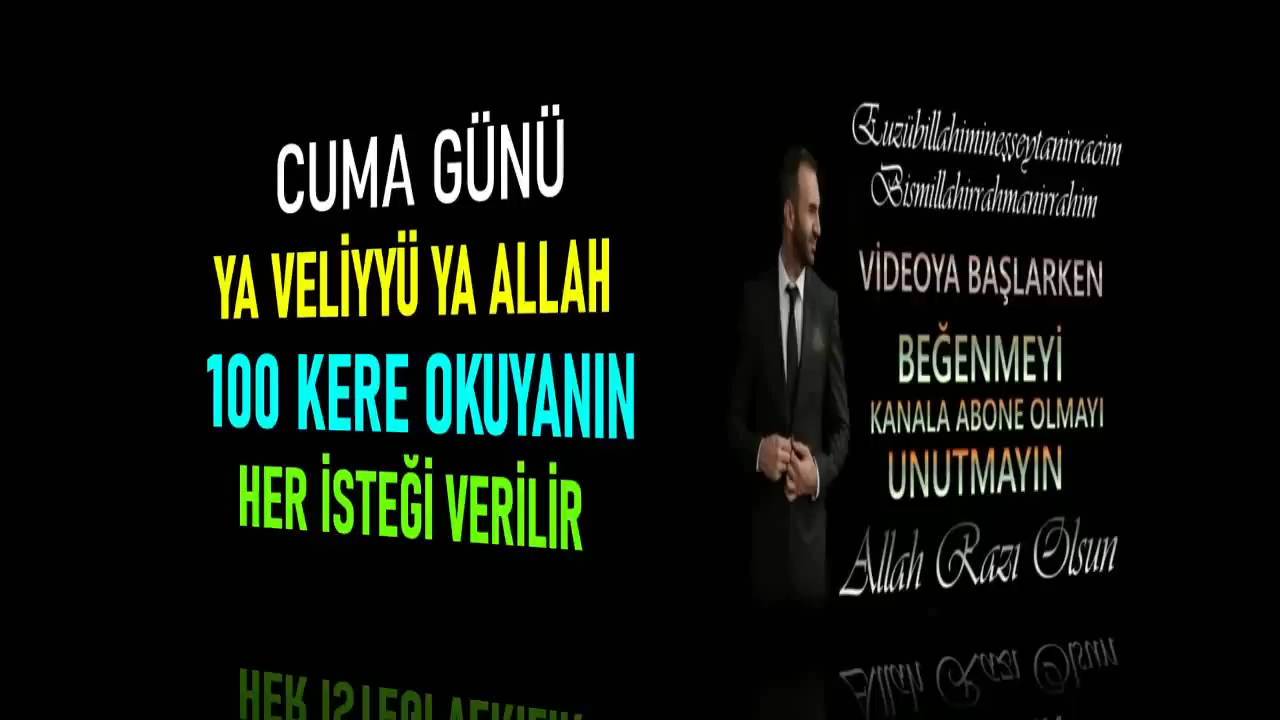 CUMA GÜNÜ
YA VELİYYÜ YA ALLAH
100 KERE OKUYANIN
HER İSTEĞİ VERİLİR
Euzübillahimineşşeytanirracim
Bismillahirrahmanirrahim
VİDEOYA BAŞLARKEN
BEĞENMEYİ
KANALA ABONE OLMAYI
UNUTMAYIN
Allah Razı Olsun